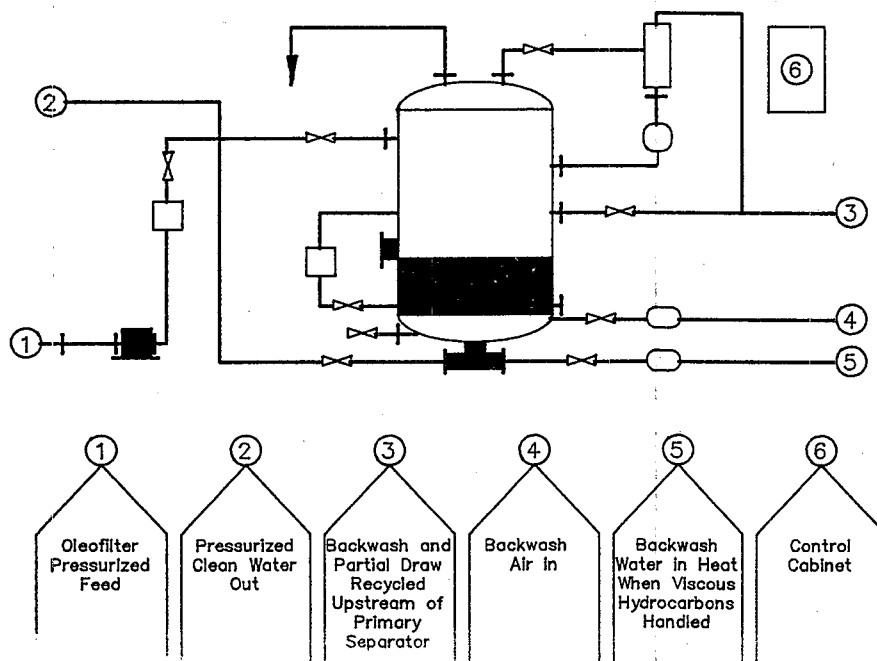 6
2
3
1
4
5
1
2
3
4
5
6
Oleofilter
Pressurized
Feed
Pressurized
Clean Water
Out
Backwash and
Partial Draw
Recycled
Upstream of
Primary
Separator
Backwash
Air in
Backwash
Water in Heat
When Viscous
Hydrocarbons
Handled
Control
Cabinet